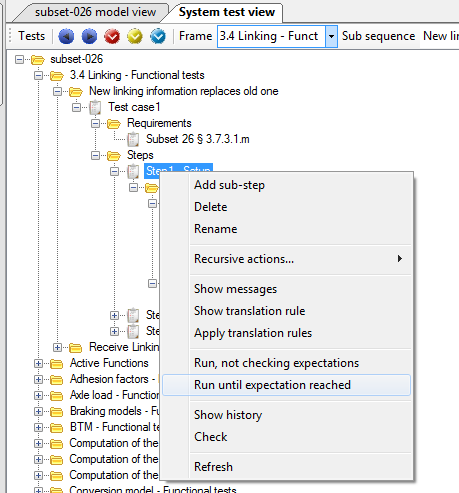 subset-026 model view System test view
Tests Frame 3.4 Linking - Funct Sub sequence New lin
subset-026
3.4 Linking - Functional tests
New linking information replaces old one
Test case1
Requirements
Subset 26 § 3.7.3.1.m
Steps
Step1 - Setup
Add sub-step
Delete
Rename
Recursive actions...
Show messages
Show translation rule
Apply translation rules
Run, not checking expectations
Run until expectation reached
Show history
Check
Refresh
Ste
Ste
Receive Linkin
Active Functions
Adhesion factors -
Axle load - Functi
Braking models - F
BTM - Functional te
Computation of the
Computation of the
Computation of the
Conversion model - Functional tests